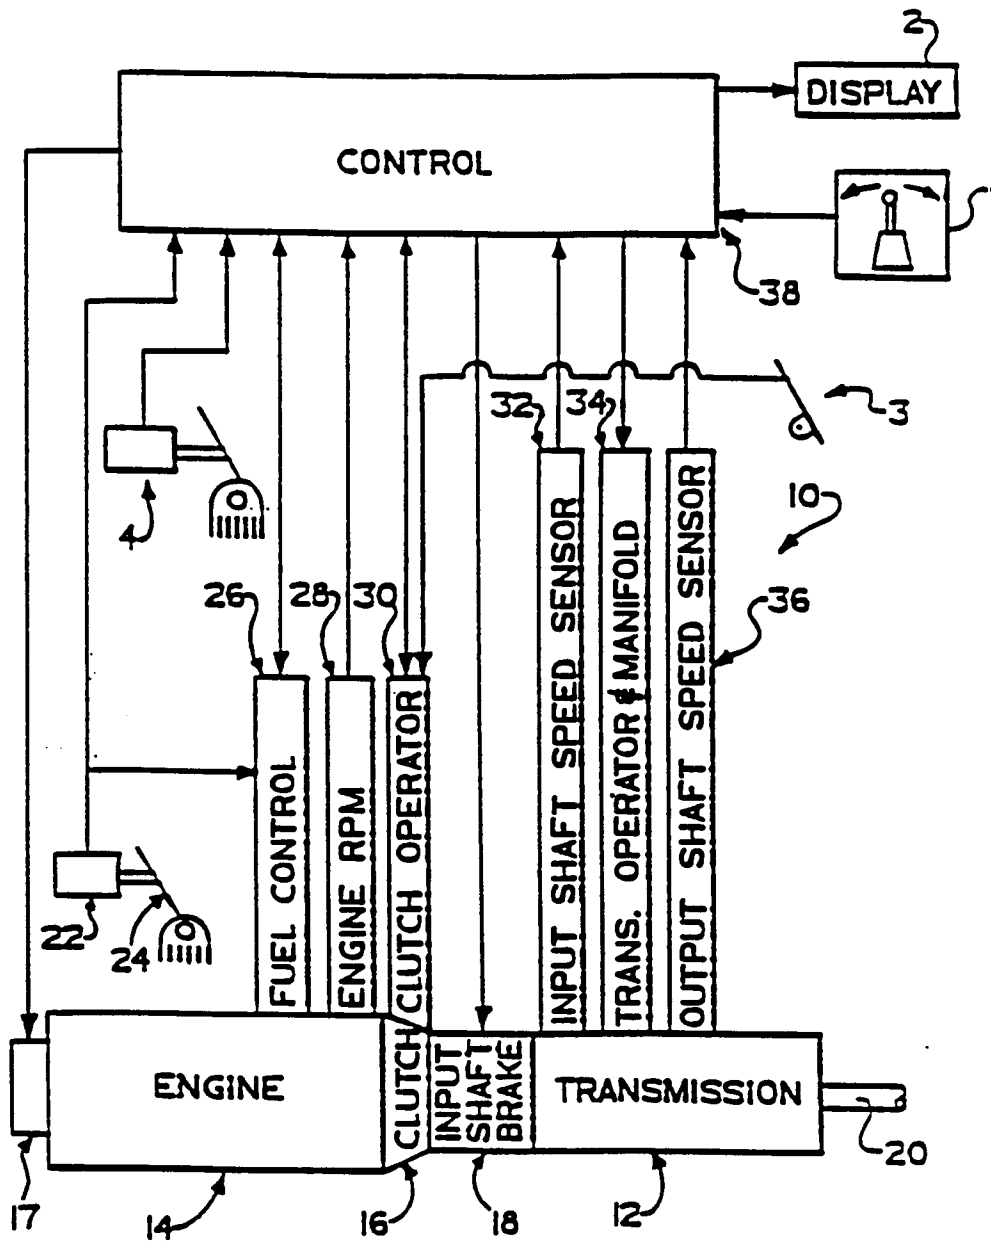 2
DISPLAY
CONTROL
38
32
34
3
4
10
26
28
30
36
FUEL CONTROL
ENGINE RPM
CLUTCH OPERATOR
INPUT SHAFT SPEED SENSOR
TRANS. OPERATOR & MANIFOLD
OUTPUT SHAFT SPEED SENSOR
22
24
ENGINE
CLUTCH
INPUT
SHAFT
BRAKE
TRANSMISSION
20
17
14
16
18
12